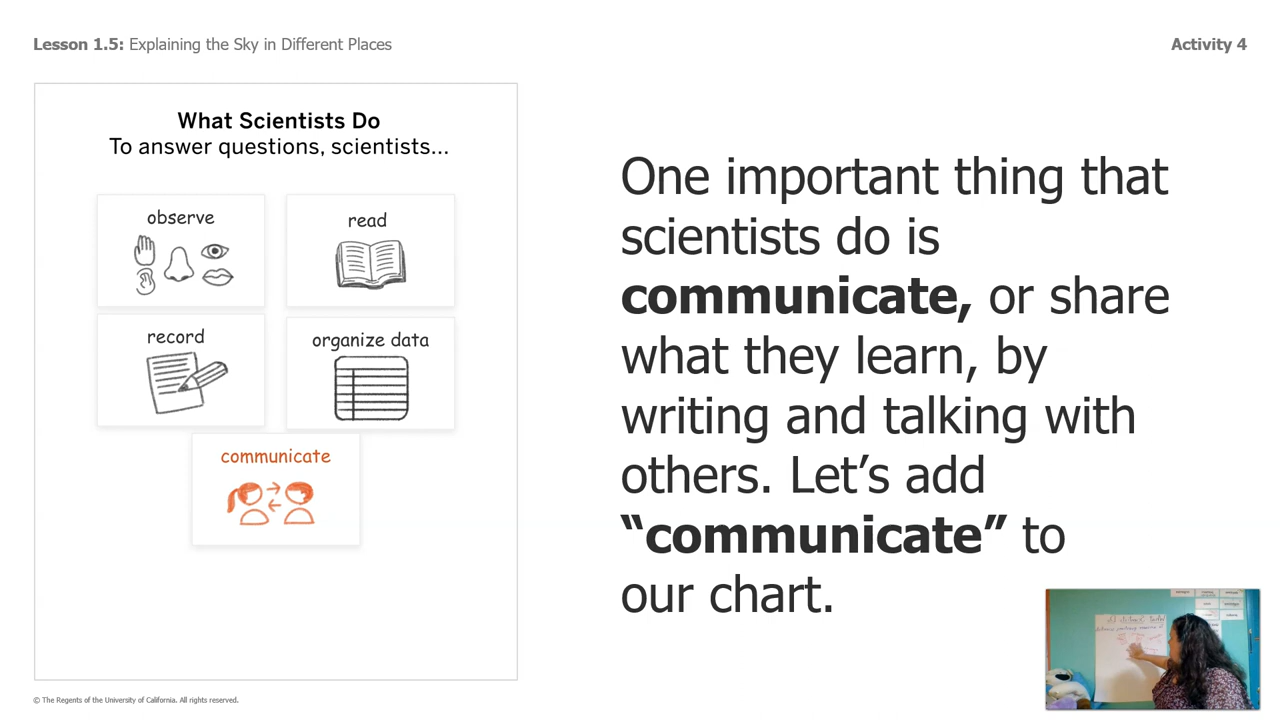 Lesson 1.5: Explaining the Sky in Different Places
Activity 4
What Scientists Do
To answer questions, scientists...
observe
read
record
organize data
communicate
One important thing that
scientists do is
communicate, or share
what they learn, by
writing and talking with
others. Let’s add
“communicate” to
our chart.
© The Regents of the University of California. All rights reserved.